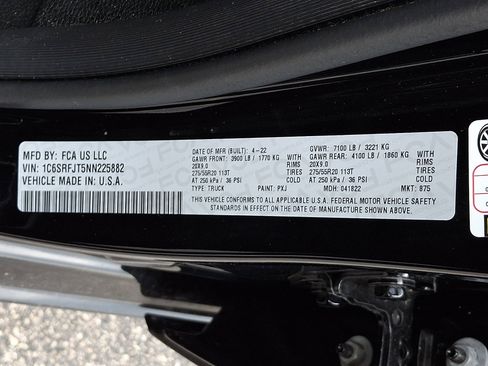 MFD BY: FCA US LLC
VIN: 1C6SRFJT5NN225882
VEHICLE MADE IN: U.S.A.
DATE OF MFR (BUILT): 4-22 GVWR: 7100 LB / 3221 KG
GAWR FRONT: 3900 LB / 1770 KG WITH GAWR REAR: 4100 LB / 1860 KG WITH
20X9.0 RIMS 20X9.0 RIMS
275/55R20 113T TIRES 275/55R20 113T TIRES
AT 250 kPa / 36 PSI COLD AT 250 kPa / 36 PSI COLD
TYPE: TRUCK PAINT: PXJ MDH: 041822 MKT: 875
THIS VEHICLE CONFORMS TO ALL APPLICABLE U.S.A. FEDERAL MOTOR VEHICLE SAFETY
STANDARDS IN EFFECT ON THE DATE OF MANUFACTURE SHOWN ABOVE.